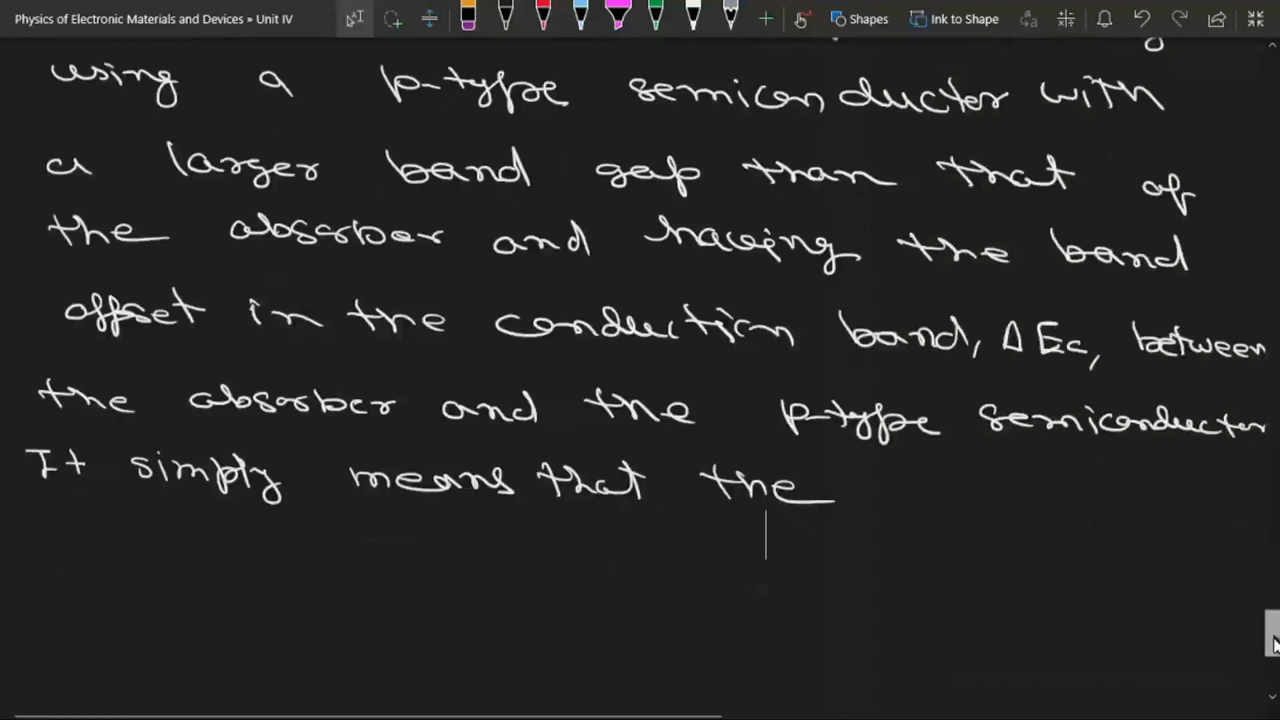 Physics of Electronic Materials and Devices » Unit IV
Shapes
Ink to Shape
using a p-type semiconductor with
a larger band gap than that of
the absorber and having the band
offset in the conduction band, ΔEc, between
the absorber and the p-type semiconductor
It simply means that the